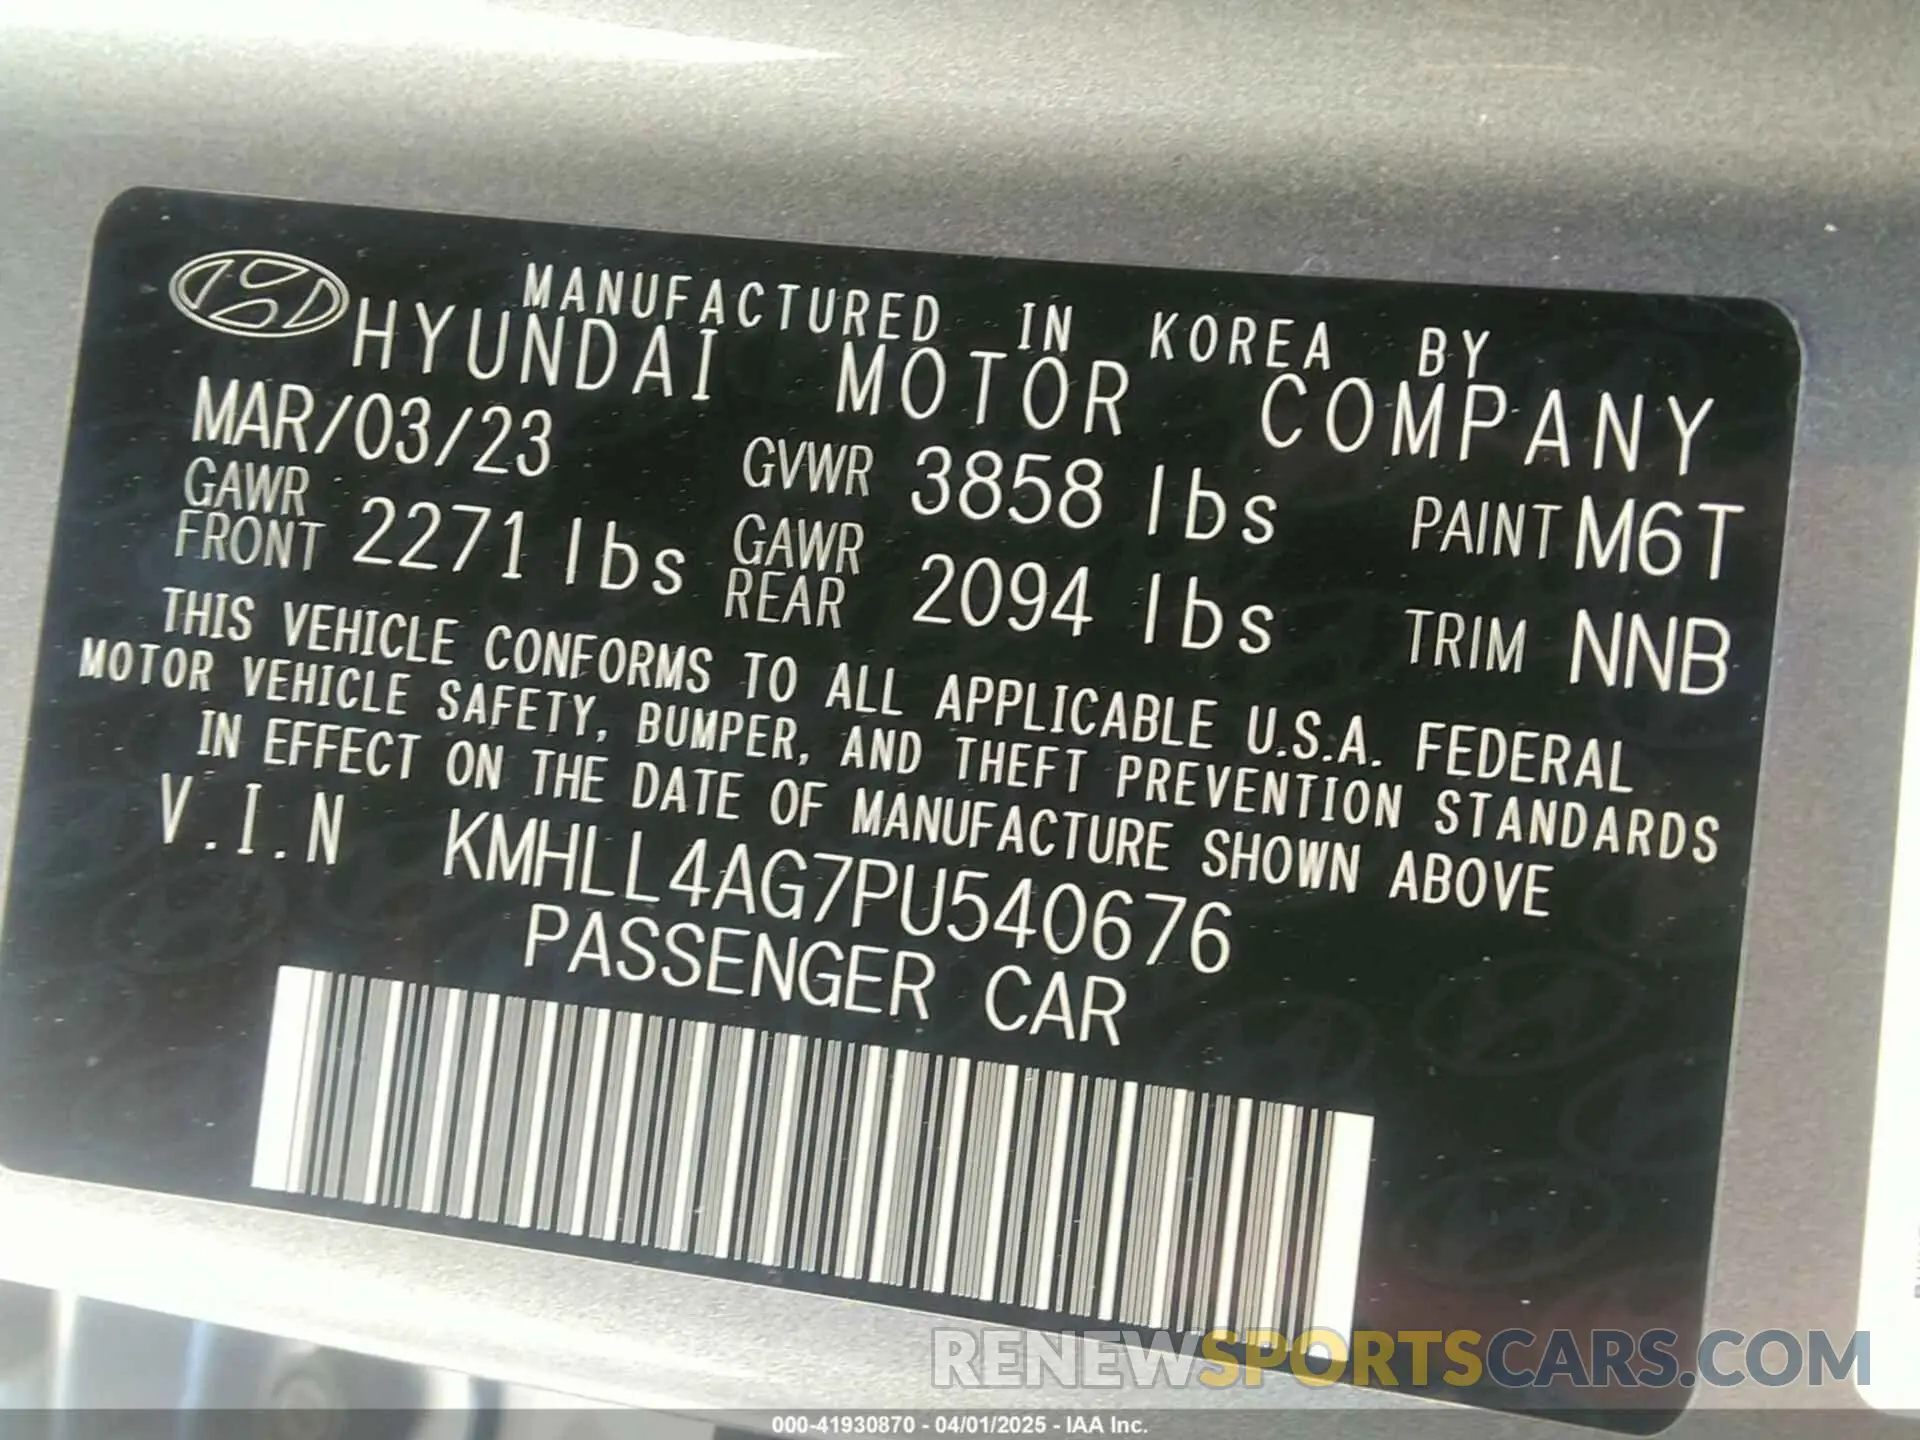 MANUFACTURED IN KOREA BY
HYUNDAI MOTOR COMPANY
MAR/03/23 GVWR 3858 lbs PAINT M6T
GAWR FRONT 2271 lbs GAWR REAR 2094 lbs TRIM NNB
THIS VEHICLE CONFORMS TO ALL APPLICABLE U.S.A. FEDERAL
MOTOR VEHICLE SAFETY, BUMPER, AND THEFT PREVENTION STANDARDS
IN EFFECT ON THE DATE OF MANUFACTURE SHOWN ABOVE
V.I.N KMHLL4AG7PU540676
PASSENGER CAR
RENEWSPORTSCARS.COM
000-41930870 - 04/01/2025 - IAA Inc.